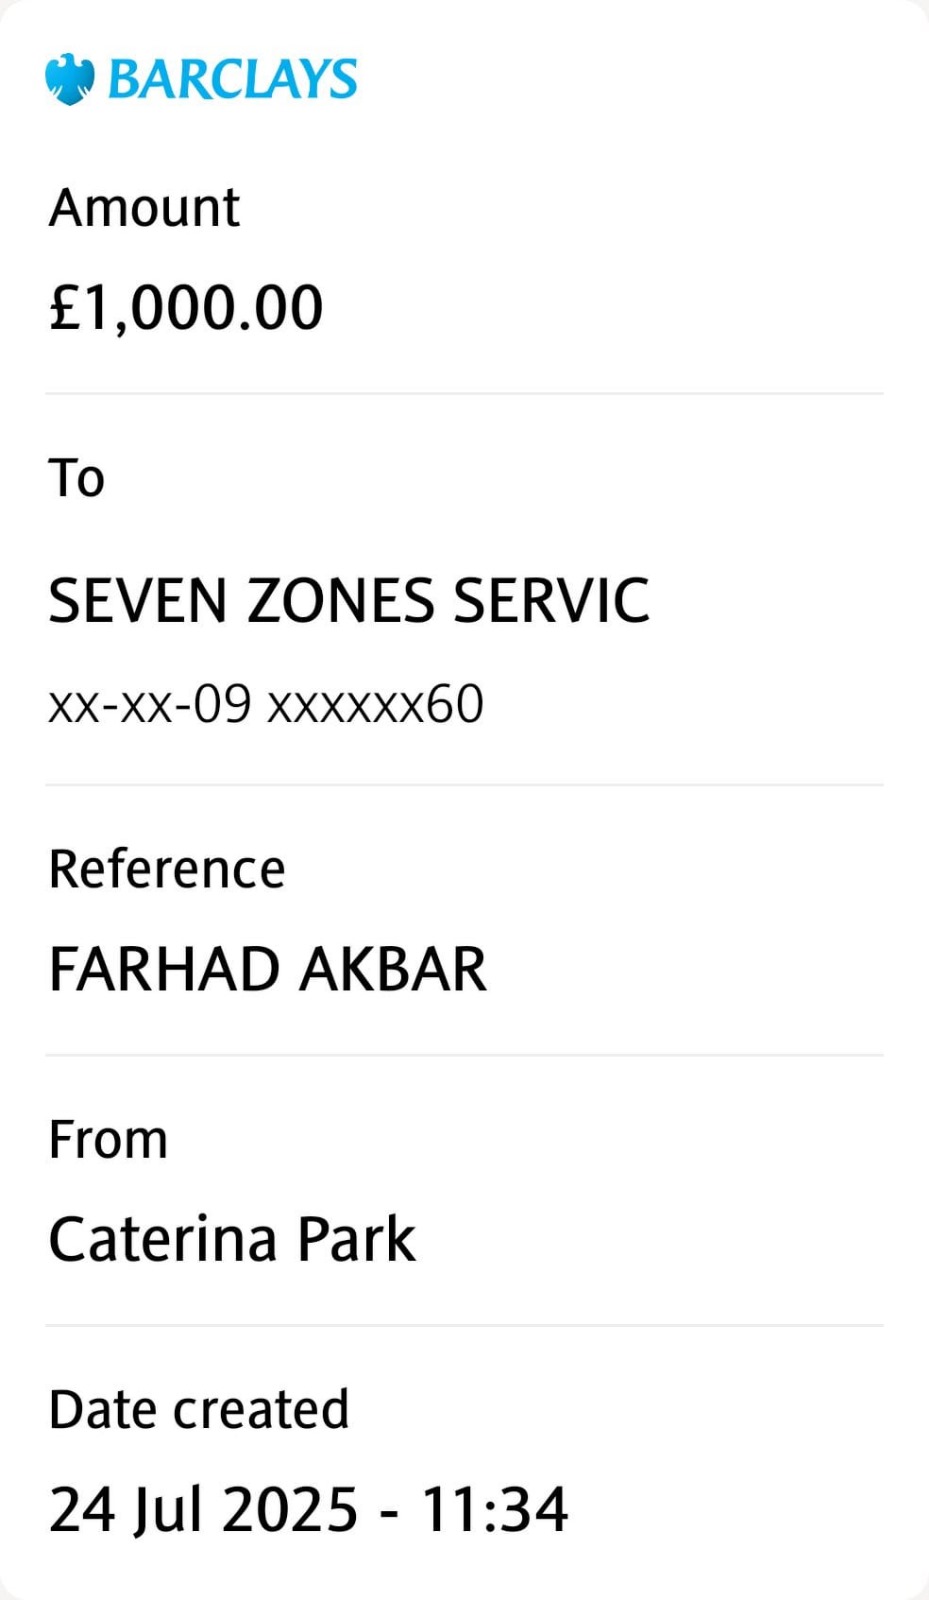 BARCLAYS
Amount
£1,000.00
To
SEVEN ZONES SERVIC
xx-xx-09 xxxxxx60
Reference
FARHAD AKBAR
From
Caterina Park
Date created
24 Jul 2025 - 11:34